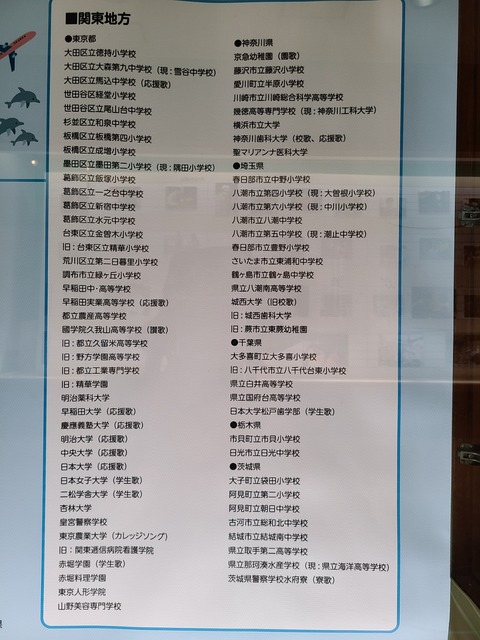 ■関東地方
●東京都
大田区立徳持小学校
大田区立大森第九中学校（現：雪谷中学校）
大田区立馬込中学校（応援歌）
世田谷区経堂小学校
世田谷区立尾山台中学校
杉並区立和泉中学校
板橋区立板橋第四小学校
板橋区立成増小学校
墨田区立墨田第二小学校（現：隅田小学校）
葛飾区立飯塚小学校
葛飾区立一之台中学校
葛飾区立新宿中学校
葛飾区立水元中学校
台東区立金曽木小学校
旧：台東区立精華小学校
荒川区立第二日暮里小学校
調布市立緑ヶ丘小学校
早稲田中・高等学校
早稲田実業高等学校（応援歌）
都立農産高等学校
國学院久我山高等学校（讃歌）
旧：都立久留米高等学校
旧：野方学園高等学校
旧：都立工業専門学校
旧：精華学園
明治薬科大学
早稲田大学（応援歌）
慶應義塾大学（応援歌）
明治大学（応援歌）
中央大学（応援歌）
日本大学（応援歌）
日本女子大学（学生歌）
二松学舎大学（学生歌）
杏林大学
皇宮警察学校
東京農業大学（カレッジソング）
旧：関東逓信病院看護学院
赤堀学園（学生歌）
赤堀料理学園
東京人形学院
山野美容専門学校
●神奈川県
京急幼稚園（園歌）
藤沢市立藤沢小学校
愛川町立半原小学校
川崎市立川崎総合科学高等学校
幾徳高等専門学校（現：神奈川工科大学）
横浜市立大学
神奈川歯科大学（校歌、応援歌）
聖マリアンナ医科大学
●埼玉県
春日部市立中野小学校
八潮市立第四小学校（現：大曽根小学校）
八潮市立第六小学校（現：中川小学校）
八潮市立八潮中学校
八潮市立第五中学校（現：潮止中学校）
春日部市立豊野小学校
さいたま市立東浦和中学校
鶴ヶ島市立鶴ヶ島中学校
県立八潮南高等学校
城西大学（旧校歌）
旧：城西歯科大学
旧：蕨市立東蕨幼稚園
●千葉県
大多喜町立大多喜小学校
旧：八千代市立八千代台東小学校
県立白井高等学校
県立国府台高等学校
日本大学松戸歯学部（学生歌）
●栃木県
市貝町立市貝小学校
日光市立日光中学校
●茨城県
大子町立袋田小学校
阿見町立第二小学校
阿見町立朝日中学校
古河市立総和北中学校
結城市立結城南中学校
県立取手第二高等学校
県立那珂湊水産学校（現：県立海洋高等学校）
茨城県警察学校水府寮（寮歌）